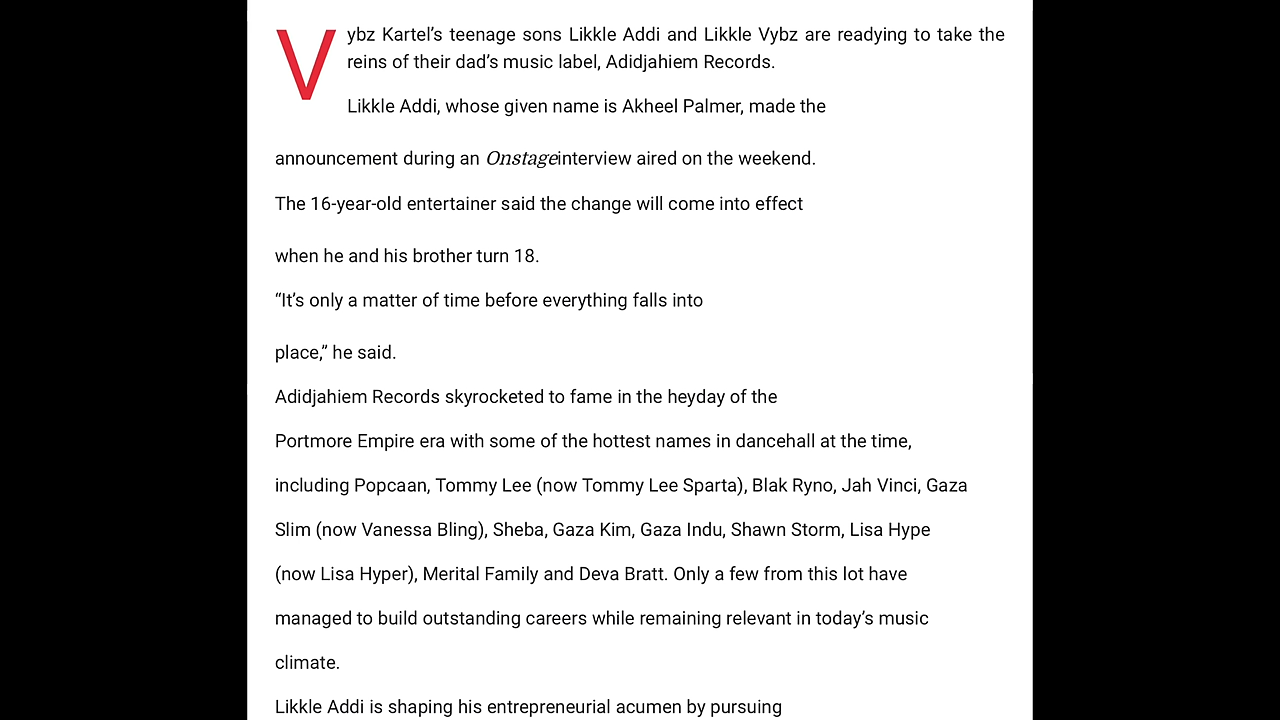 Vybz Kartel’s teenage sons Likkle Addi and Likkle Vybz are readying to take the
reins of their dad’s music label, Adidjahiem Records.
Likkle Addi, whose given name is Akheel Palmer, made the
announcement during an Onstageinterview aired on the weekend.
The 16-year-old entertainer said the change will come into effect
when he and his brother turn 18.
“It’s only a matter of time before everything falls into
place,” he said.
Adidjahiem Records skyrocketed to fame in the heyday of the
Portmore Empire era with some of the hottest names in dancehall at the time,
including Popcaan, Tommy Lee (now Tommy Lee Sparta), Blak Ryno, Jah Vinci, Gaza
Slim (now Vanessa Bling), Sheba, Gaza Kim, Gaza Indu, Shawn Storm, Lisa Hype
(now Lisa Hyper), Merital Family and Deva Bratt. Only a few from this lot have
managed to build outstanding careers while remaining relevant in today’s music
climate.
Likkle Addi is shaping his entrepreneurial acumen by pursuing